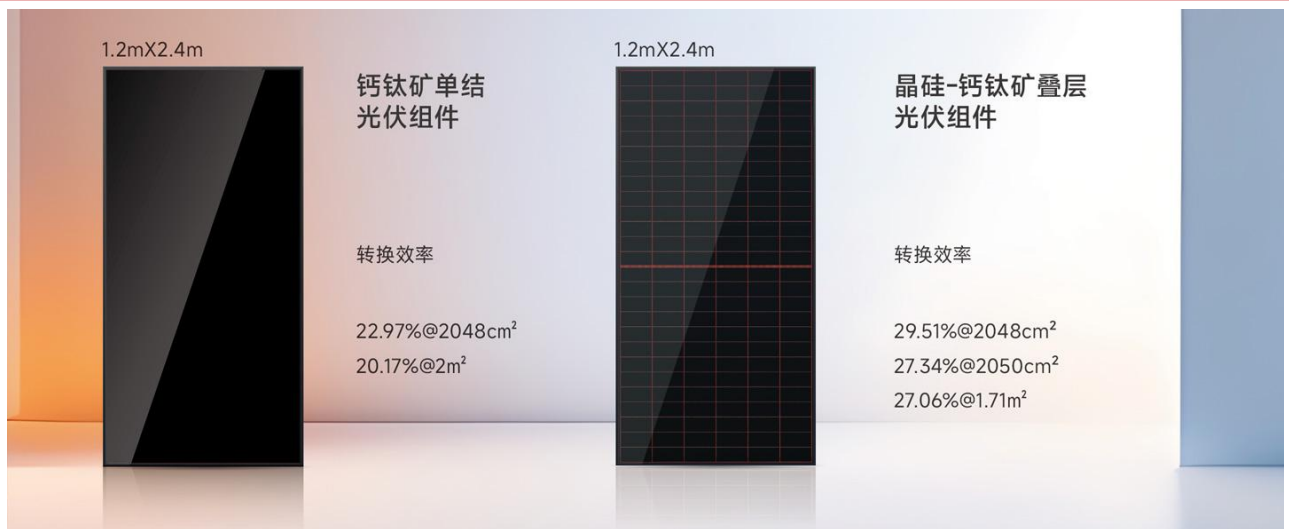 1.2mX2.4m
钙钛矿单结
光伏组件
转换效率
22.97%@2048cm²
20.17%@2m²
1.2mX2.4m
晶硅-钙钛矿叠层
光伏组件
转换效率
29.51%@2048cm²
27.34%@2050cm²
27.06%@1.71m²